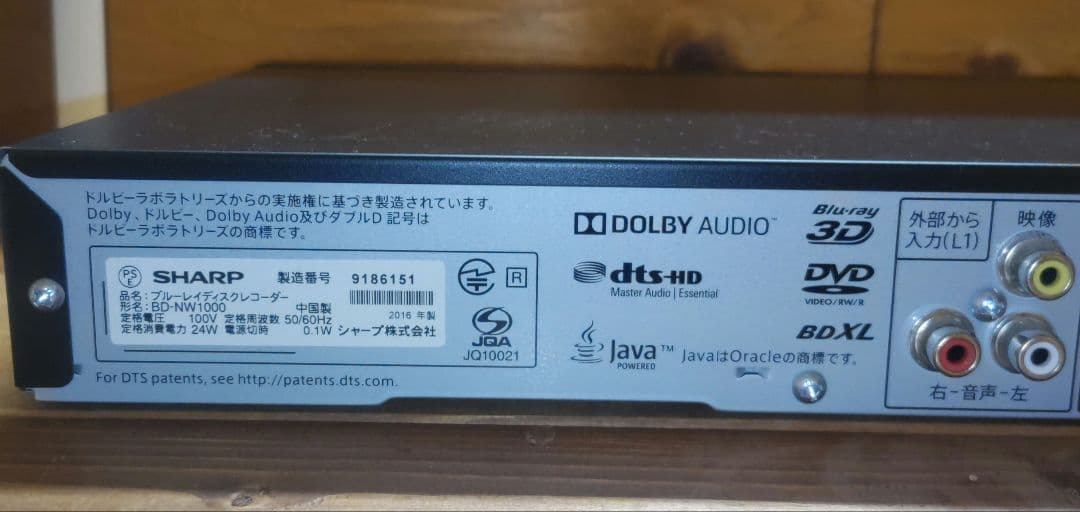 ドルビーラボラトリーズからの実施権に基づき製造されています。
Dolby、ドルビー、Dolby Audio及びダブルD 記号は
ドルビーラボラトリーズの商標です。
PS E
SHARP 製造番号 9186151
品名：ブルーレイディスクレコーダー
形名：BD-NW1000 中国製
2016 年製
定格電圧 100V 定格周波数 50/60Hz
定格消費電力 24W 電源切時 0.1W シャープ株式会社
R
JQA
JQ10021
For DTS patents, see http://patents.dts.com.
DOLBY AUDIO™
dts-HD
Master Audio | Essential
Java™
POWERED
JavaはOracleの商標です。
Blu-ray
3D
DVD
VIDEO/RW/R
BDXL
外部から
入力(L1)
映像
右-音声-左